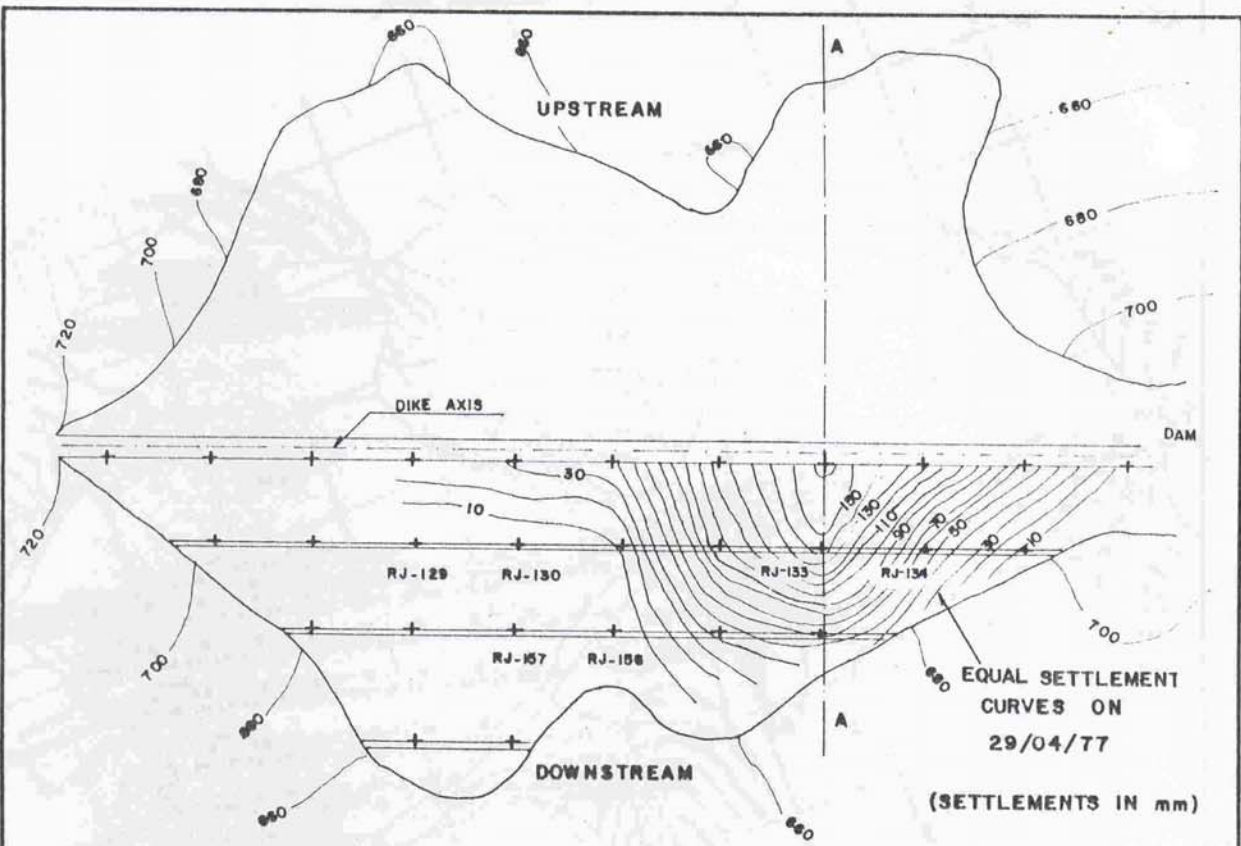 660
660
A
UPSTREAM
660
660
680
680
700
700
720
DIKE AXIS
DAM
30
10
150
130
110
90
70
50
30
10
RJ-129
RJ-130
RJ-133
RJ-134
720
700
RJ-157
RJ-156
700
680
680
EQUAL SETTLEMENT
CURVES ON
29/04/77
A
DOWNSTREAM
(SETTLEMENTS IN mm)
660
660